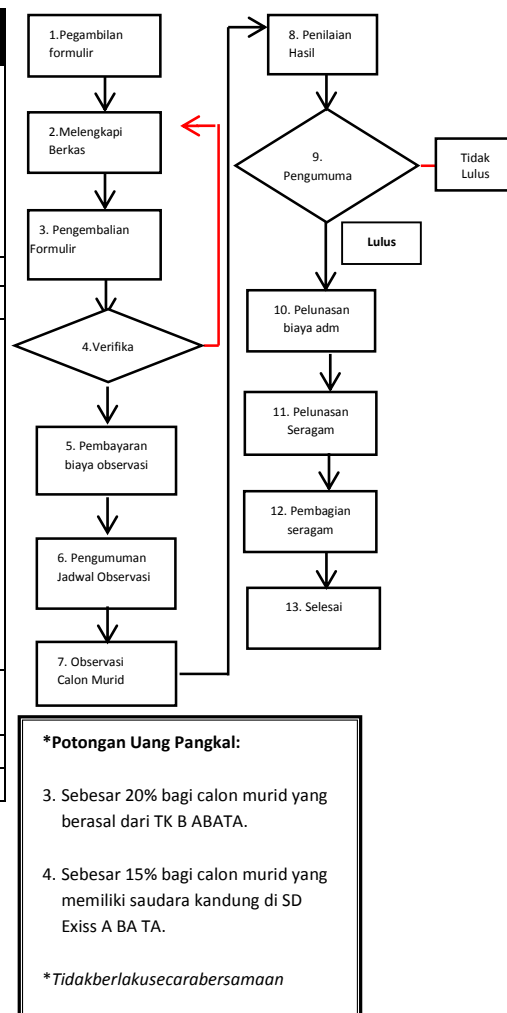 1.Pegambilan
formulir
2.Melengkapi
Berkas
3. Pengembalian
Formulir
4.Verifika
5. Pembayaran
biaya observasi
6. Pengumuman
Jadwal Observasi
7. Observasi
Calon Murid
8. Penilaian
Hasil
9.
Pengumuma
Tidak
Lulus
Lulus
10. Pelunasan
biaya adm
11. Pelunasan
Seragam
12. Pembagian
seragam
13. Selesai
*Potongan Uang Pangkal:
3. Sebesar 20% bagi calon murid yang
berasal dari TK B ABATA.
4. Sebesar 15% bagi calon murid yang
memiliki saudara kandung di SD
Exiss A BA TA.
*Tidakberlakusecarabersamaan